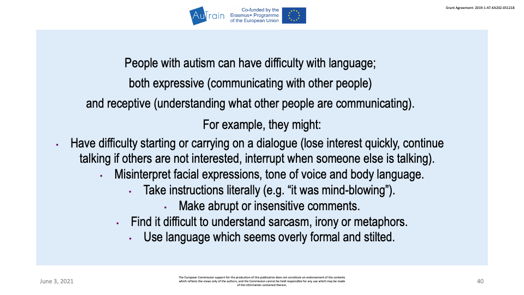 Grant Agreement: 2019-1-AT-KA202-051218
AuTrain
Co-funded by the
Erasmus+ Programme
of the European Union
People with autism can have difficulty with language;
both expressive (communicating with other people)
and receptive (understanding what other people are communicating).
For example, they might:
• Have difficulty starting or carrying on a dialogue (lose interest quickly, continue
talking if others are not interested, interrupt when someone else is talking).
• Misinterpret facial expressions, tone of voice and body language.
• Take instructions literally (e.g. “it was mind-blowing”).
• Make abrupt or insensitive comments.
• Find it difficult to understand sarcasm, irony or metaphors.
• Use language which seems overly formal and stilted.
June 3, 2021
The European Commission support for the production of this publication does not constitute an endorsement of the contents
which reflects the views only of the authors, and the Commission cannot be held responsible for any use which may be made
of the information contained therein.
40